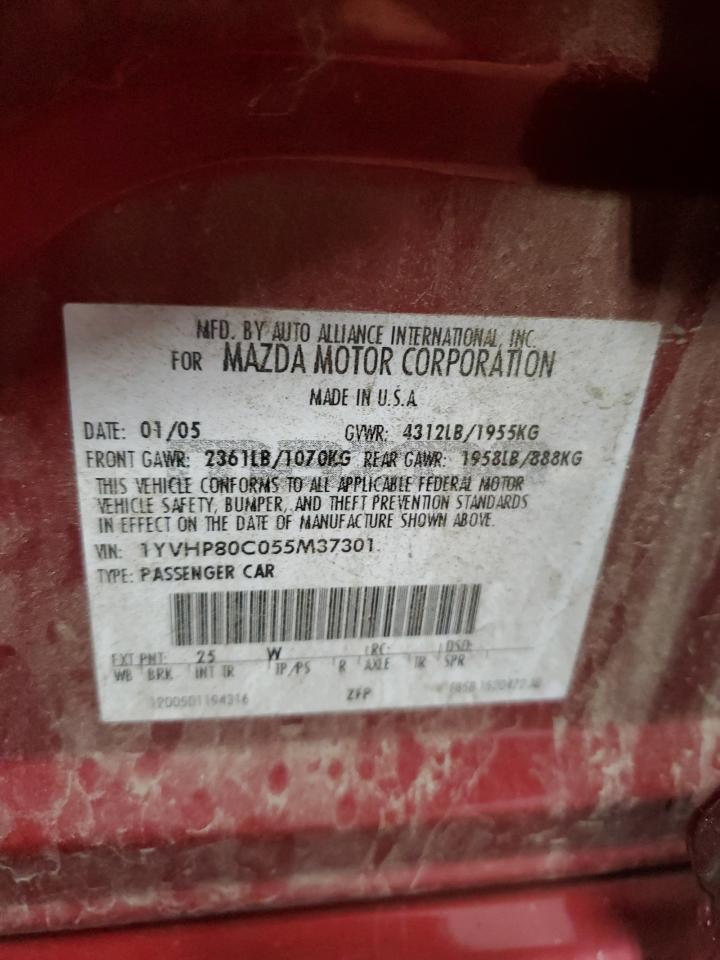 MFD. BY AUTO ALLIANCE INTERNATIONAL, INC.
FOR MAZDA MOTOR CORPORATION
MADE IN U.S.A
DATE: 01/05 GVWR: 4312LB/1955KG
FRONT GAWR: 2361LB/1070KG REAR GAWR: 1958LB/888KG
THIS VEHICLE CONFORMS TO ALL APPLICABLE FEDERAL MOTOR
VEHICLE SAFETY, BUMPER, AND THEFT PREVENTION STANDARDS
IN EFFECT ON THE DATE OF MANUFACTURE SHOWN ABOVE.
VIN: 1YVHP80C055M37301
TYPE: PASSENGER CAR
EXT PNT: 25 W RC: DSO:
WB BRK INT TR TP/PS R AXLE TR SPR
1200501194316 ZFP